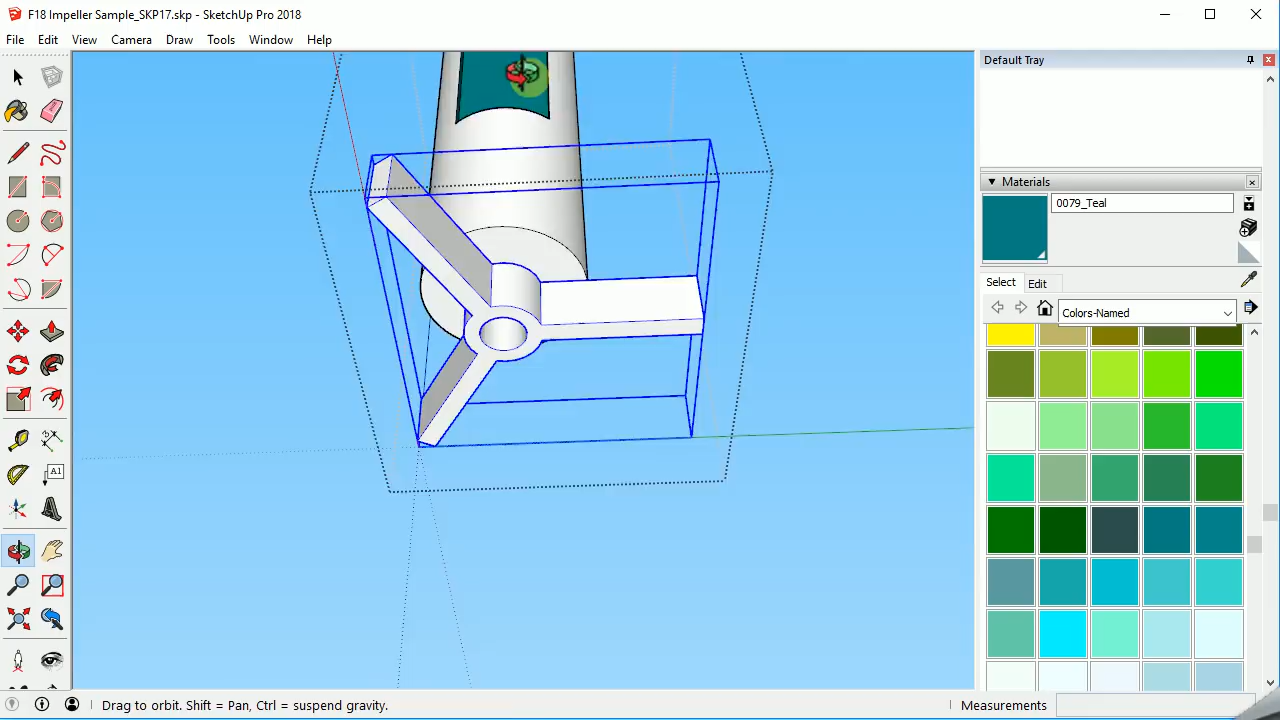 F18 Impeller Sample_SKP17.skp - SketchUp Pro 2018
File Edit View Camera Draw Tools Window Help
Default Tray
Materials
0079_Teal
Select Edit
Colors-Named
A1
Drag to orbit. Shift = Pan, Ctrl = suspend gravity.
Measurements